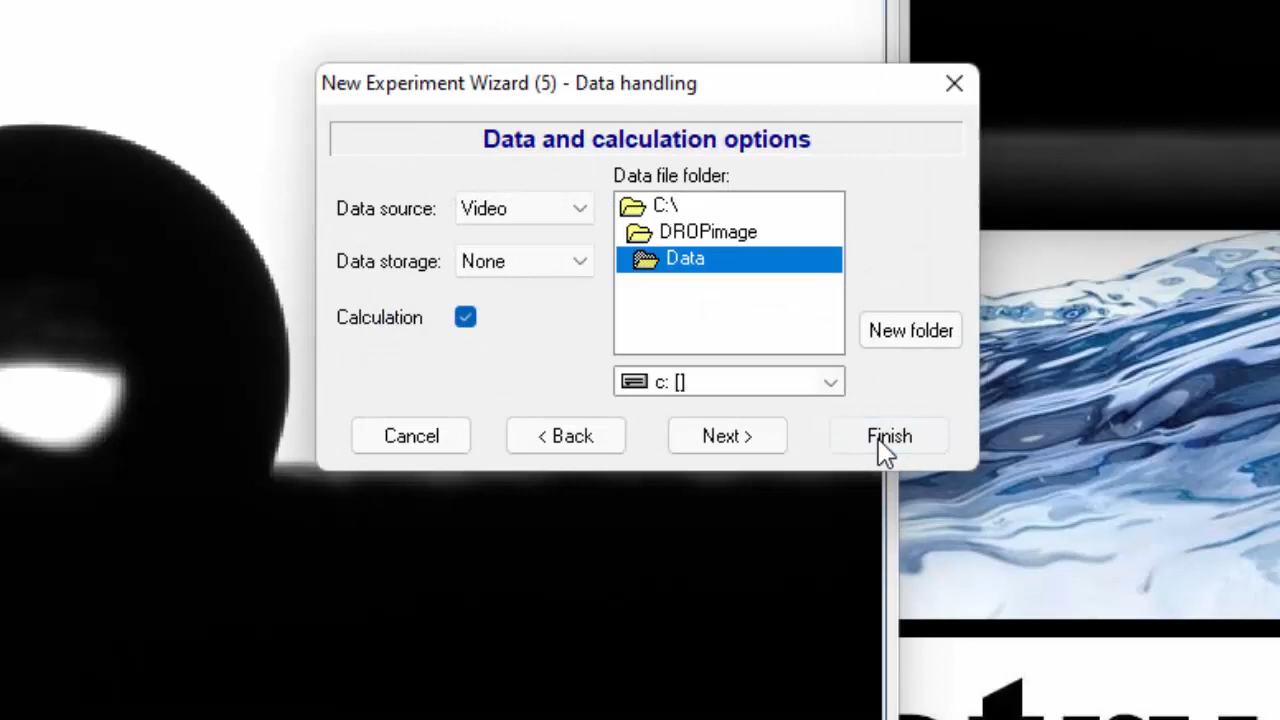 New Experiment Wizard (5) - Data handling
Data and calculation options
Data file folder:
Data source: Video
C:\
DROPimage
Data
Data storage: None
Calculation
New folder
c: []
Cancel
< Back
Next >
Finish